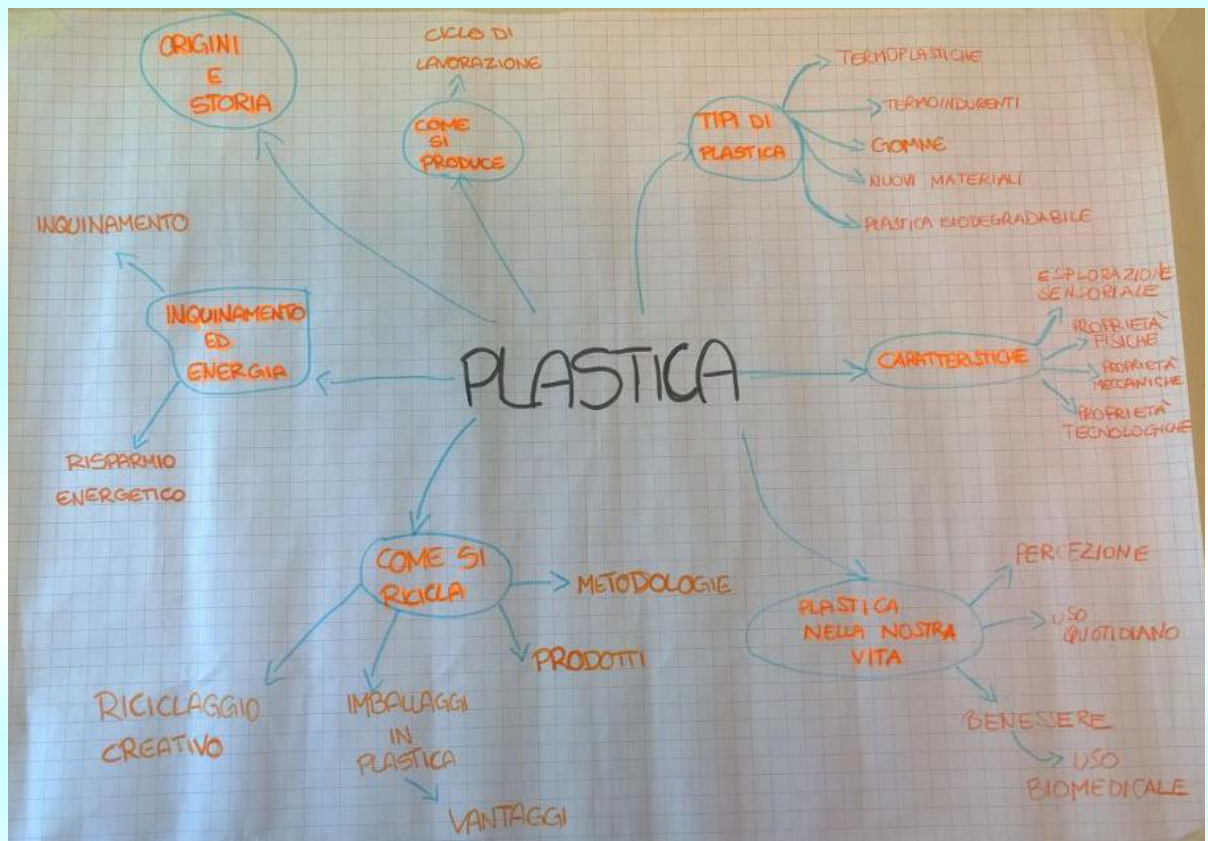 ORIGINI
E
STORIA
CICLO DI
LAVORAZIONE
COME
SI
PRODUCE
TIPI DI
PLASTICA
TERMOPLASTICHE
TERMOINDURENTI
GOMME
NUOVI MATERIALI
PLASTICA BIODEGRADABILE
INQUINAMENTO
INQUINAMENTO
ED
ENERGIA
RISPARMIO
ENERGETICO
PLASTICA
CARATTERISTICHE
ESPLORAZIONE
SENSORIALE
PROPRIETÀ
FISICHE
PROPRIETÀ
MECCANICHE
PROPRIETÀ
TECNOLOGICHE
COME SI
RICICLA
METODOLOGIE
PRODOTTI
IMBALLAGGI
IN
PLASTICA
VANTAGGI
RICICLAGGIO
CREATIVO
PLASTICA
NELLA NOSTRA
VITA
PERCEZIONE
USO
QUOTIDIANO
BENESSERE
USO
BIOMEDICALE